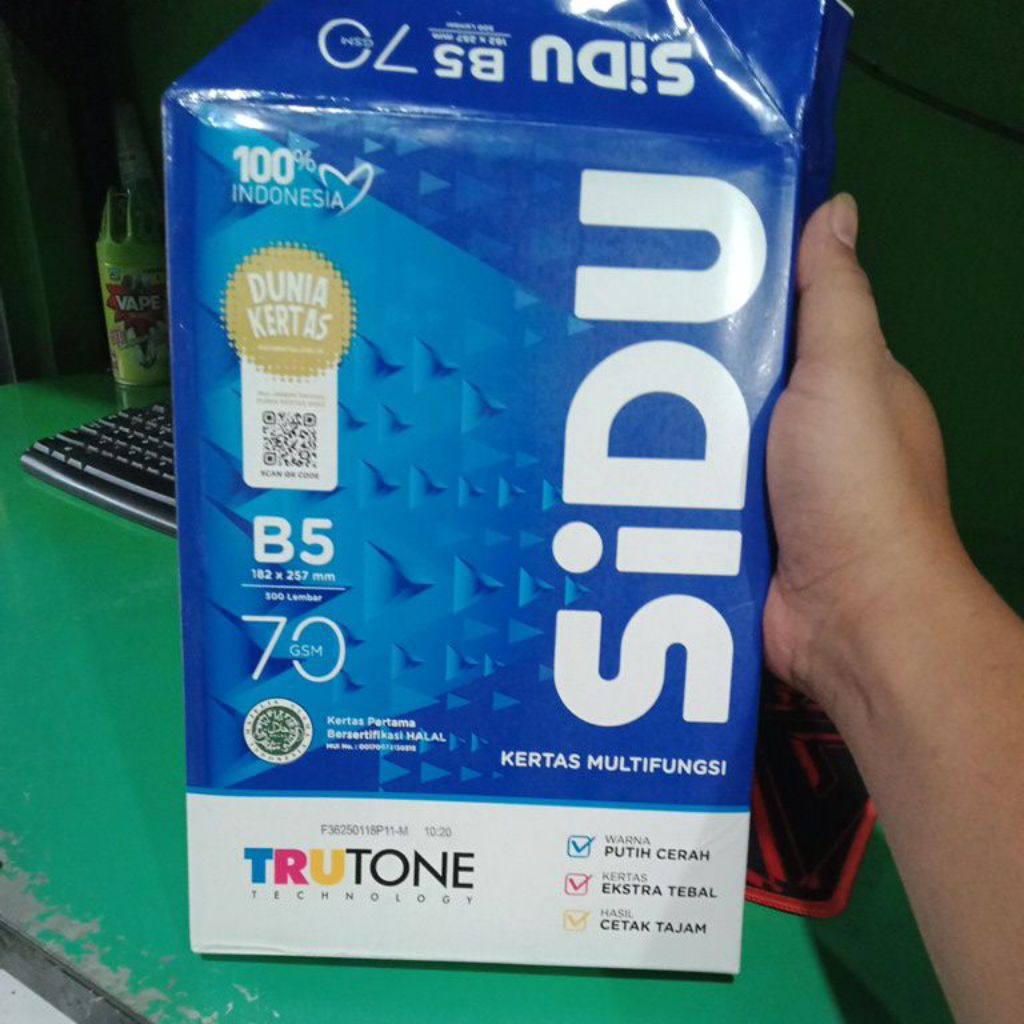 SiDU
B5
182 x 257 mm
500 Lembar
70
GSM
100%
INDONESIA
DUNIA
KERTAS
SCAN QR CODE
B5
182 x 257 mm
500 Lembar
70
GSM
Kertas Pertama
Bersertifikasi HALAL
SiDU
KERTAS MULTIFUNGSI
F36250118P11-M 10:20
TRUTONE
TECHNOLOGY
WARNA
PUTIH CERAH
KERTAS
EKSTRA TEBAL
HASIL
CETAK TAJAM
VAPE